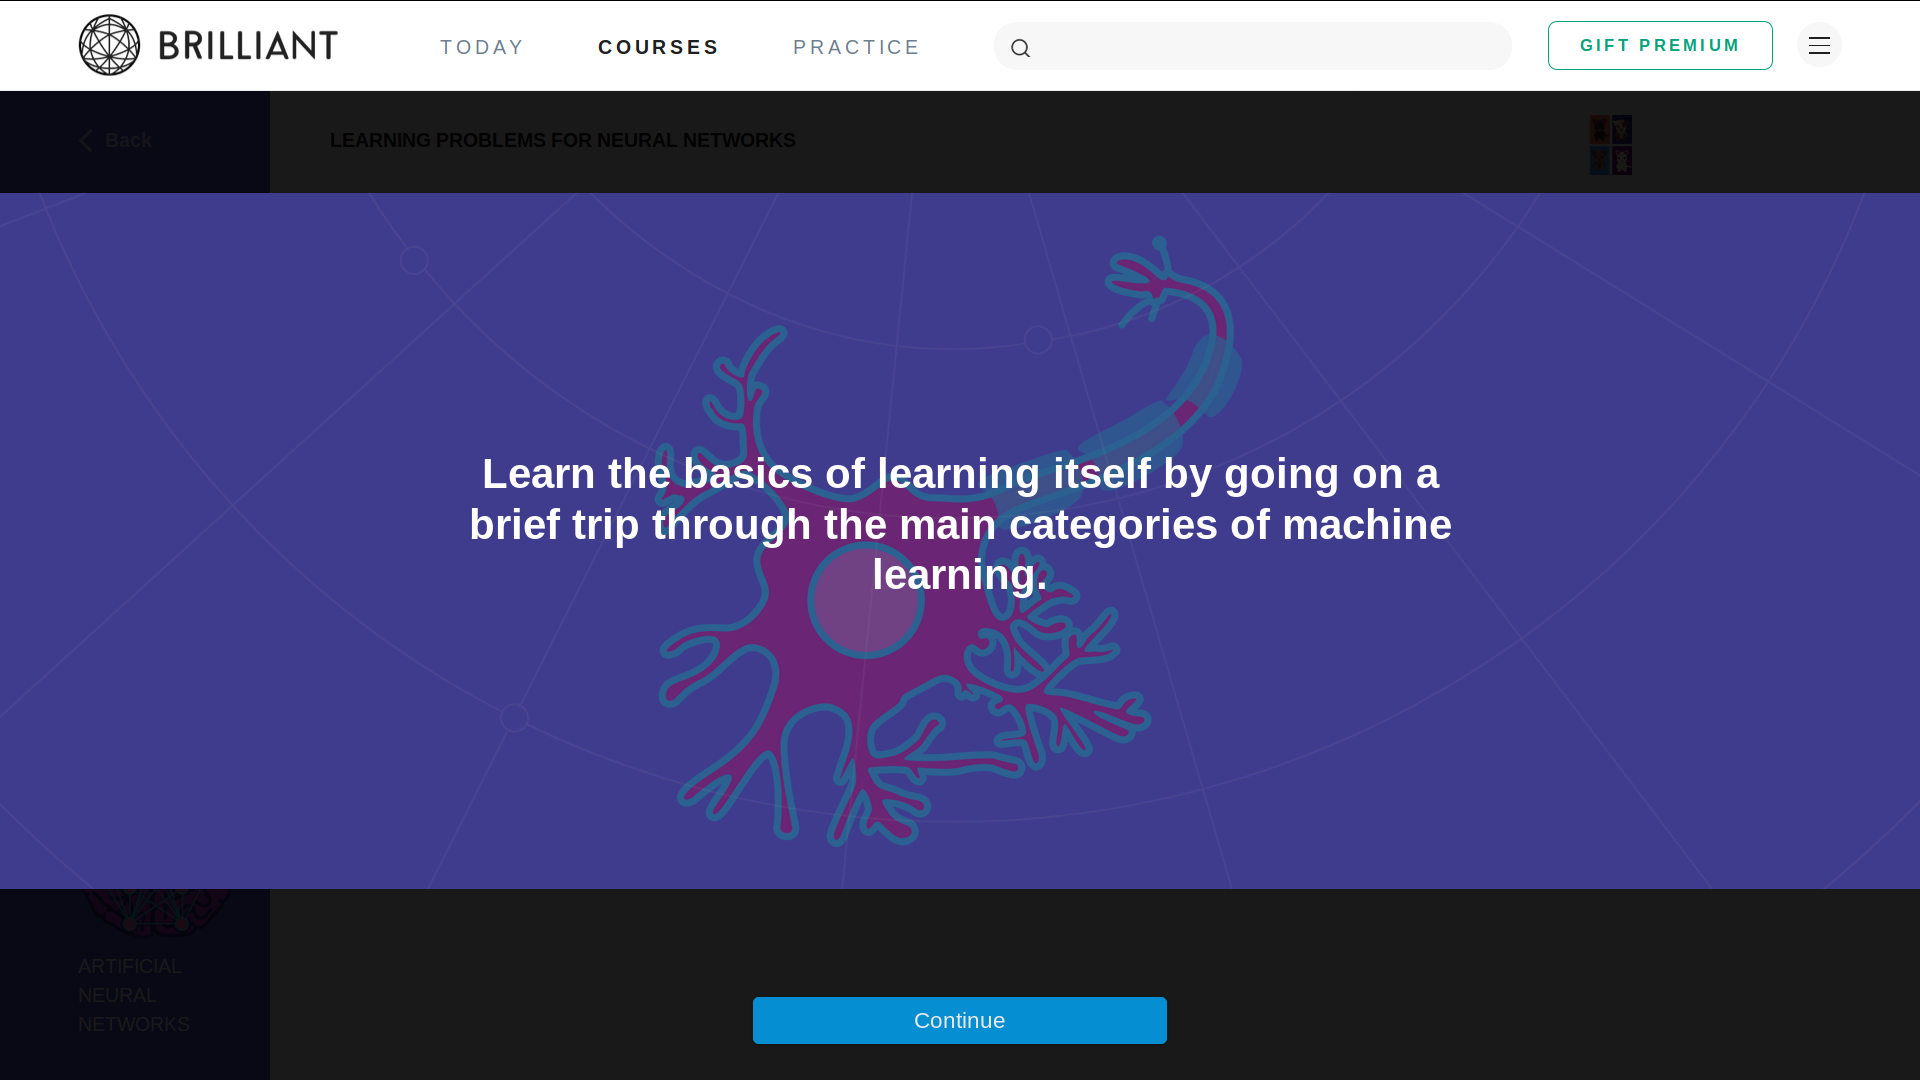 BRILLIANT
TODAY
COURSES
PRACTICE
GIFT PREMIUM
Back
LEARNING PROBLEMS FOR NEURAL NETWORKS
Learn the basics of learning itself by going on a
brief trip through the main categories of machine
learning.
ARTIFICIAL
NEURAL
NETWORKS
Continue